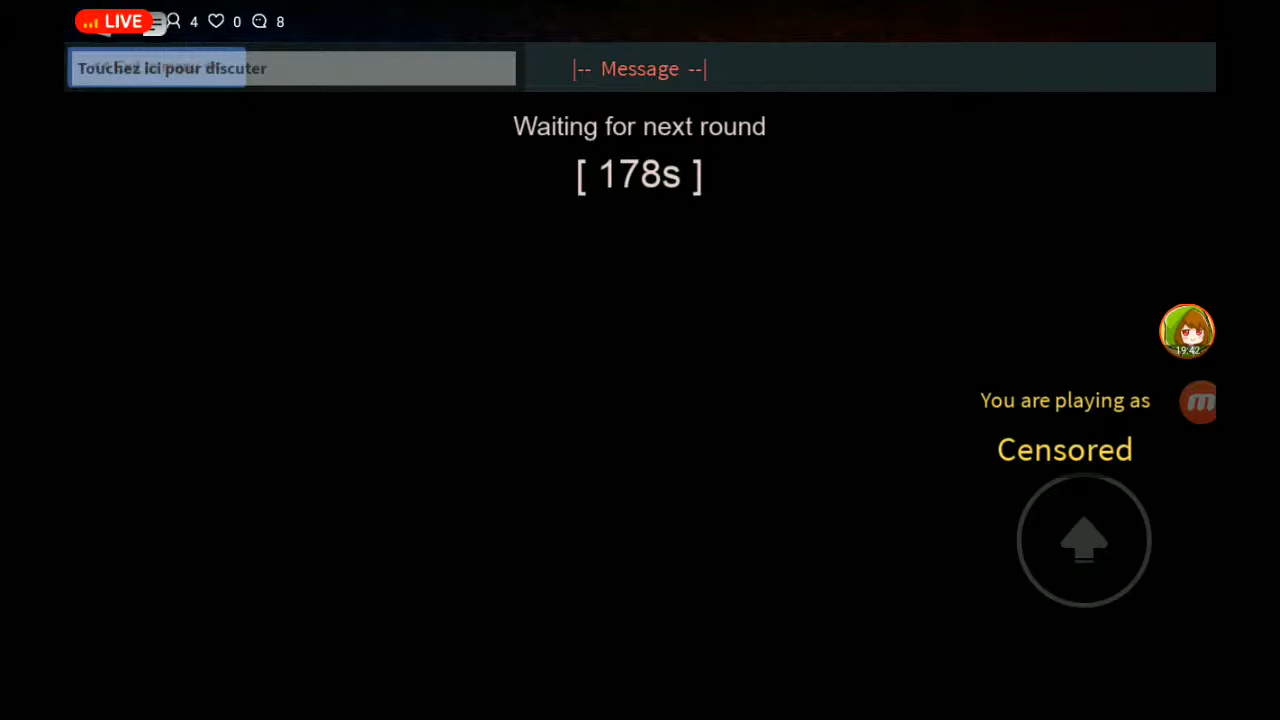 LIVE 4 0 8
Touchez ici pour discuter
|-- Message --|
Waiting for next round
[ 178s ]
19:42
You are playing as
Censored